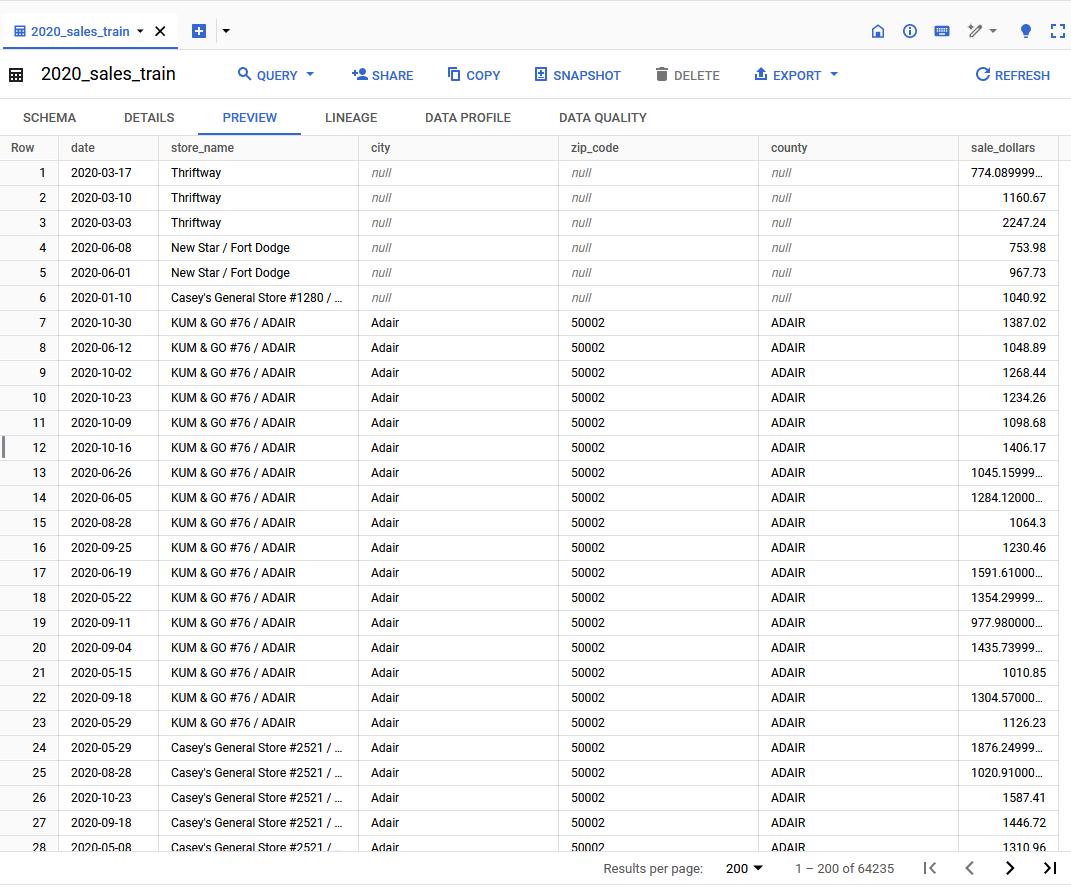 2020_sales_train
2020_sales_train QUERY SHARE COPY SNAPSHOT DELETE EXPORT REFRESH
SCHEMA DETAILS PREVIEW LINEAGE DATA PROFILE DATA QUALITY
Row date store_name city zip_code county sale_dollars
1 2020-03-17 Thriftway null null null 774.089999...
2 2020-03-10 Thriftway null null null 1160.67
3 2020-03-03 Thriftway null null null 2247.24
4 2020-06-08 New Star / Fort Dodge null null null 753.98
5 2020-06-01 New Star / Fort Dodge null null null 967.73
6 2020-01-10 Casey's General Store #1280 / ... null null null 1040.92
7 2020-10-30 KUM & GO #76 / ADAIR Adair 50002 ADAIR 1387.02
8 2020-06-12 KUM & GO #76 / ADAIR Adair 50002 ADAIR 1048.89
9 2020-10-02 KUM & GO #76 / ADAIR Adair 50002 ADAIR 1268.44
10 2020-10-23 KUM & GO #76 / ADAIR Adair 50002 ADAIR 1234.26
11 2020-10-09 KUM & GO #76 / ADAIR Adair 50002 ADAIR 1098.68
12 2020-10-16 KUM & GO #76 / ADAIR Adair 50002 ADAIR 1406.17
13 2020-06-26 KUM & GO #76 / ADAIR Adair 50002 ADAIR 1045.15999...
14 2020-06-05 KUM & GO #76 / ADAIR Adair 50002 ADAIR 1284.12000...
15 2020-08-28 KUM & GO #76 / ADAIR Adair 50002 ADAIR 1064.3
16 2020-09-25 KUM & GO #76 / ADAIR Adair 50002 ADAIR 1230.46
17 2020-06-19 KUM & GO #76 / ADAIR Adair 50002 ADAIR 1591.61000...
18 2020-05-22 KUM & GO #76 / ADAIR Adair 50002 ADAIR 1354.29999...
19 2020-09-11 KUM & GO #76 / ADAIR Adair 50002 ADAIR 977.980000...
20 2020-09-04 KUM & GO #76 / ADAIR Adair 50002 ADAIR 1435.73999...
21 2020-05-15 KUM & GO #76 / ADAIR Adair 50002 ADAIR 1010.85
22 2020-09-18 KUM & GO #76 / ADAIR Adair 50002 ADAIR 1304.57000...
23 2020-05-29 KUM & GO #76 / ADAIR Adair 50002 ADAIR 1126.23
24 2020-05-29 Casey's General Store #2521 / ... Adair 50002 ADAIR 1876.24999...
25 2020-08-28 Casey's General Store #2521 / ... Adair 50002 ADAIR 1020.91000...
26 2020-10-23 Casey's General Store #2521 / ... Adair 50002 ADAIR 1587.41
27 2020-09-18 Casey's General Store #2521 / ... Adair 50002 ADAIR 1446.72
28 2020-05-08 Casey's General Store #2521 / ... Adair 50002 ADAIR 1310.96
Results per page: 200 1 – 200 of 64235